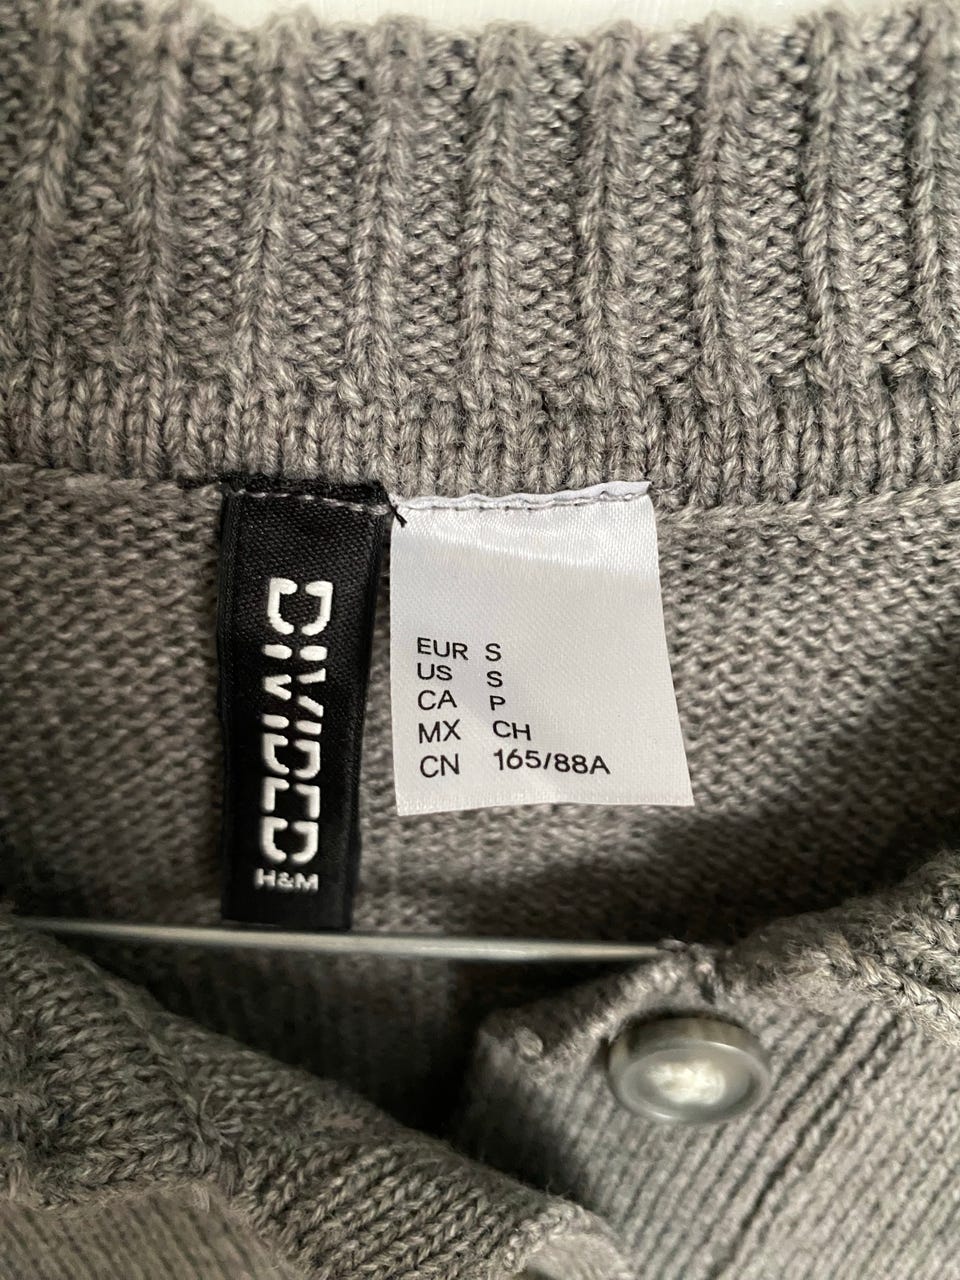 DIVIDED
H&M
EUR S
US S
CA P
MX CH
CN 165/88A